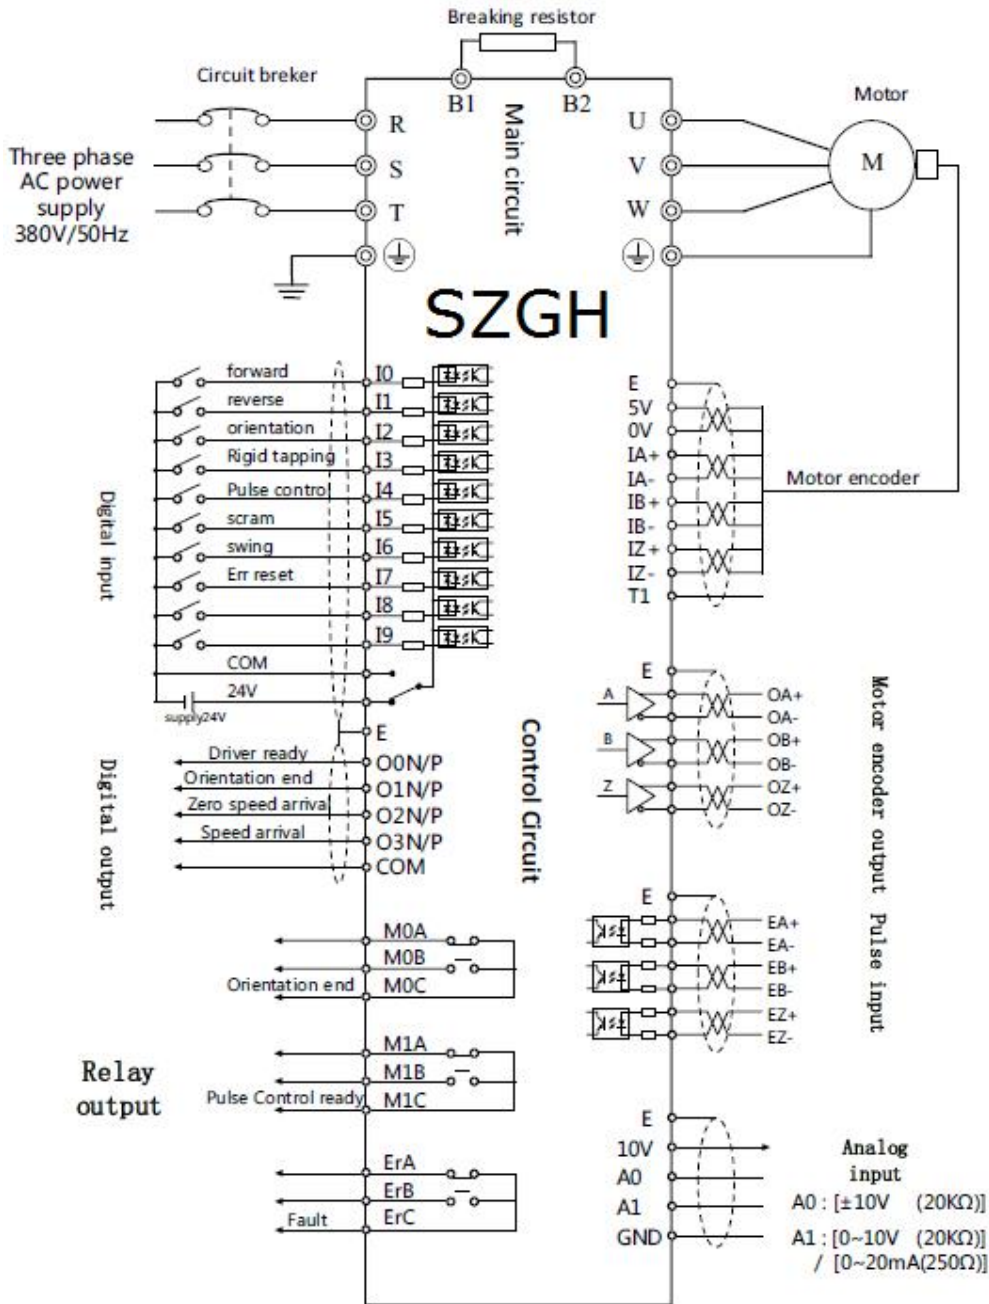 Breaking resistor
Circuit breker
B1
B2
Main circuit
Motor
R
U
Three phase
AC power
supply
380V/50Hz
S
V
M
T
W
SZGH
Digital input
forward
I0
reverse
I1
orientation
I2
Rigid tapping
I3
Pulse control
I4
scram
I5
swing
I6
Err reset
I7
I8
I9
COM
24V
supply24V
E
Digital output
Driver ready
O0N/P
Orientation end
O1N/P
Zero speed arrival
O2N/P
Speed arrival
O3N/P
COM
Control Circuit
M0A
M0B
Orientation end
M0C
Relay
output
M1A
M1B
Pulse Control ready
M1C
ErA
ErB
Fault
ErC
E
5V
0V
IA+
IA-
IB+
IB-
IZ+
IZ-
T1
Motor encoder
E
A
OA+
OA-
B
OB+
OB-
Z
OZ+
OZ-
Motor encoder output
E
EA+
EA-
EB+
EB-
EZ+
EZ-
Pulse input
E
10V
A0
A1
GND
Analog
input
A0 : [±10V (20KΩ)]
A1 : [0~10V (20KΩ)]
/ [0~20mA(250Ω)]